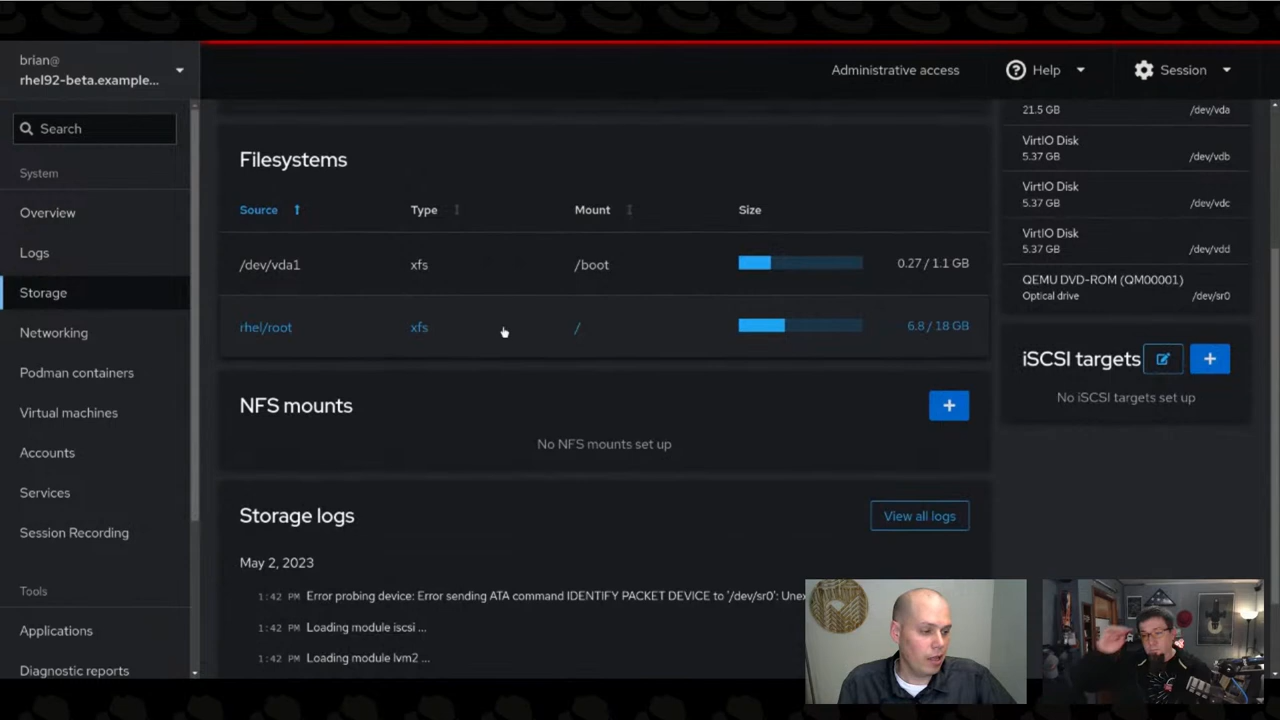 brian@
rhel92-beta.example...
Administrative access
Help
Session
Search
System
Overview
Logs
Storage
Networking
Podman containers
Virtual machines
Accounts
Services
Session Recording
Tools
Applications
Diagnostic reports
Filesystems
Source Type Mount Size
/dev/vda1 xfs /boot 0.27 / 1.1 GB
rhel/root xfs / 6.8 / 18 GB
NFS mounts
No NFS mounts set up
Storage logs
View all logs
May 2, 2023
1:42 PM Error probing device: Error sending ATA command IDENTIFY PACKET DEVICE to '/dev/sr0': Unex
1:42 PM Loading module iscsi ...
1:42 PM Loading module lvm2 ...
21.5 GB /dev/vda
VirtIO Disk
5.37 GB /dev/vdb
VirtIO Disk
5.37 GB /dev/vdc
VirtIO Disk
5.37 GB /dev/vdd
QEMU DVD-ROM (QM00001)
Optical drive /dev/sr0
iSCSI targets
No iSCSI targets set up